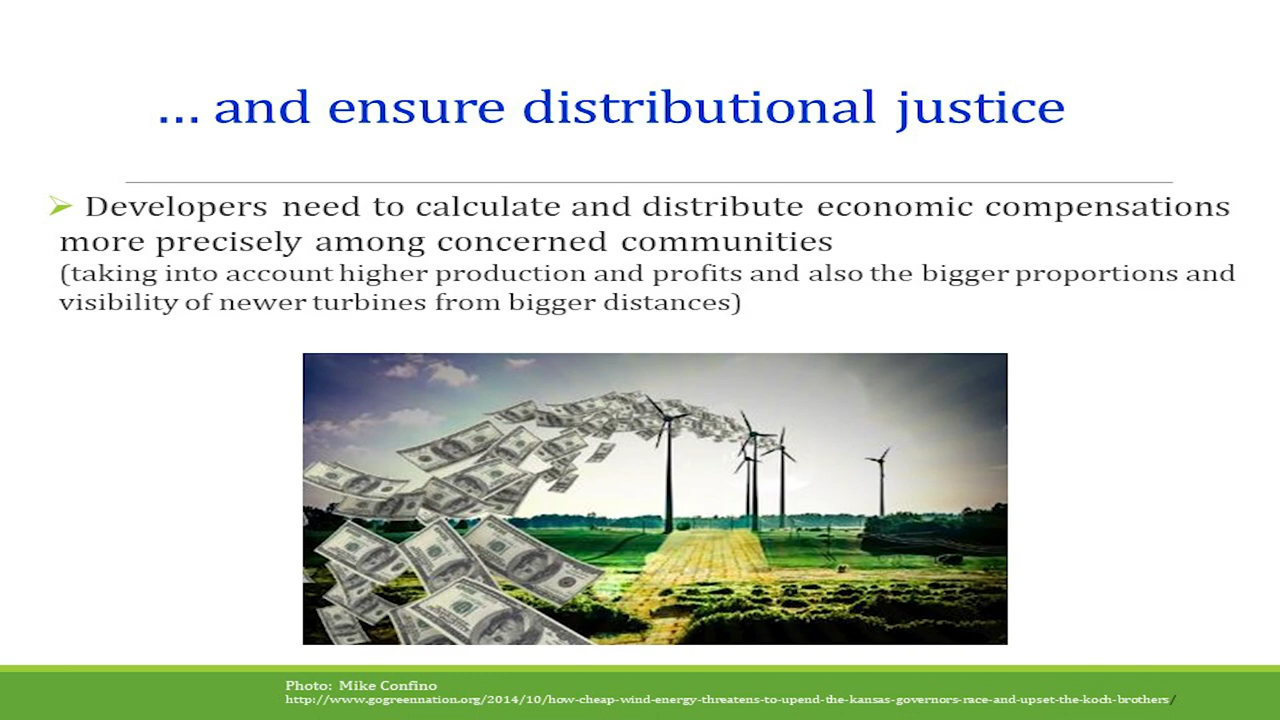 ... and ensure distributional justice
Developers need to calculate and distribute economic compensations
more precisely among concerned communities
(taking into account higher production and profits and also the bigger proportions and
visibility of newer turbines from bigger distances)
Photo: Mike Confino
http://www.gogreennation.org/2014/10/how-cheap-wind-energy-threatens-to-upend-the-kansas-governors-race-and-upset-the-koch-brothers/